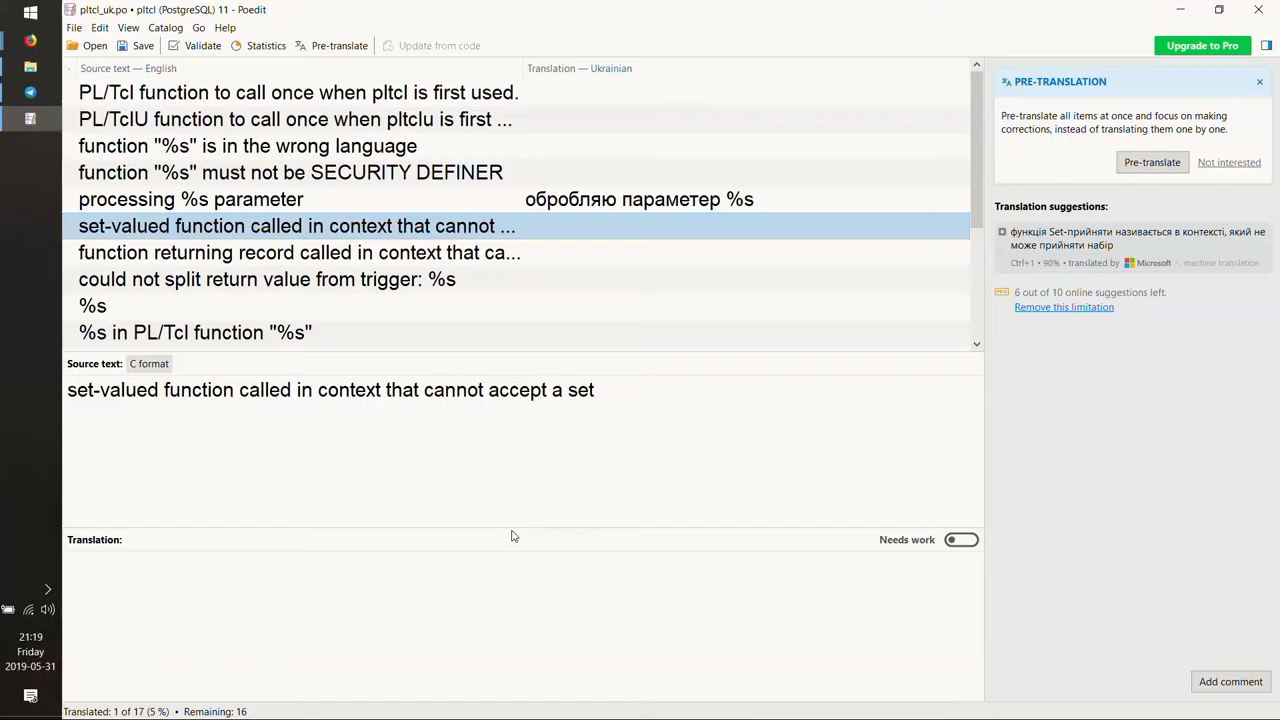 pltcl_uk.po • pltcl (PostgreSQL) 11 - Poedit
File Edit View Catalog Go Help
Open Save Validate Statistics Pre-translate Update from code Upgrade to Pro
Source text — English Translation — Ukrainian
PL/Tcl function to call once when pltcl is first used.
PL/TclU function to call once when pltclu is first ...
function "%s" is in the wrong language
function "%s" must not be SECURITY DEFINER
processing %s parameter обробляю параметер %s
set-valued function called in context that cannot ...
function returning record called in context that ca...
could not split return value from trigger: %s
%s
%s in PL/Tcl function "%s"
Source text: C format
set-valued function called in context that cannot accept a set
Translation: Needs work
Translated: 1 of 17 (5 %) • Remaining: 16
PRE-TRANSLATION
Pre-translate all items at once and focus on making
corrections, instead of translating them one by one.
Pre-translate Not interested
Translation suggestions:
функція Set-прийняти називається в контексті, який не
може прийняти набір
Ctrl+1 • 90% • translated by Microsoft machine translation
PRO 6 out of 10 online suggestions left.
Remove this limitation
Add comment
21:19
Friday
2019-05-31